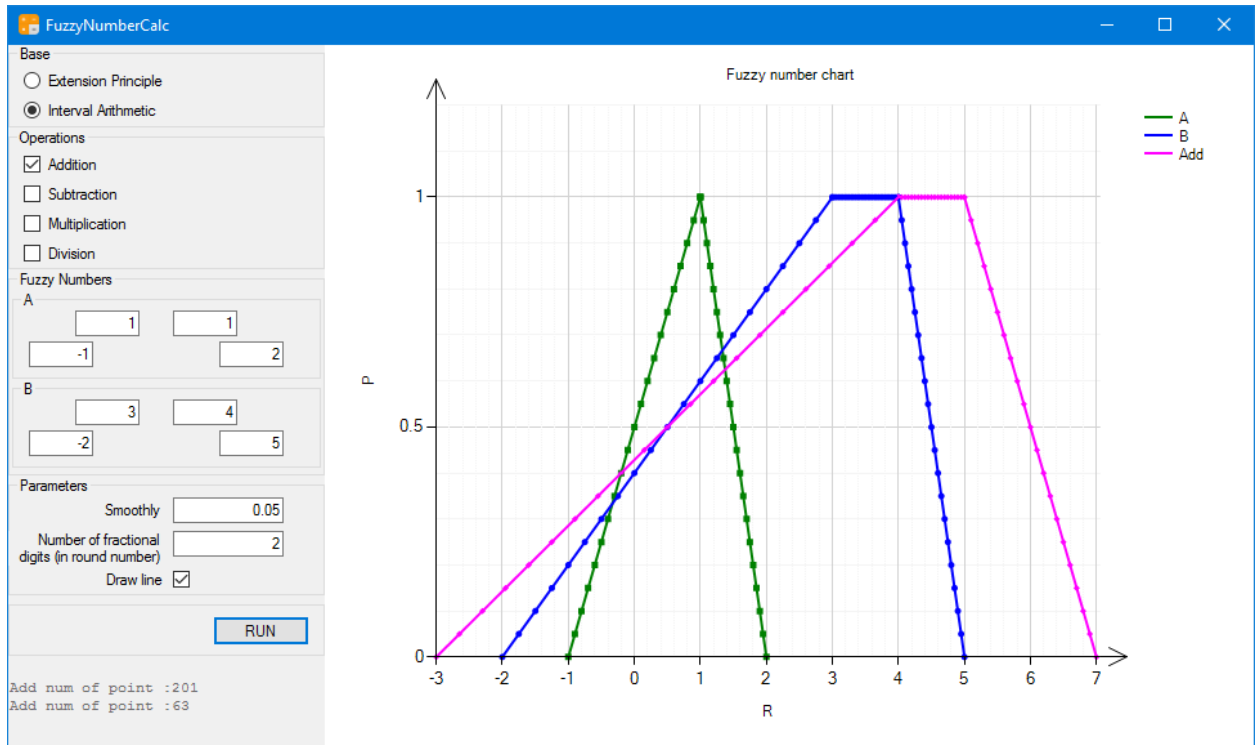 FuzzyNumberCalc
Base
Extension Principle
Interval Arithmetic
Operations
Addition
Subtraction
Multiplication
Division
Fuzzy Numbers
A
1 1
-1 2
B
3 4
-2 5
Parameters
Smoothly 0.05
Number of fractional
digits (in round number) 2
Draw line
RUN
Add num of point :201
Add num of point :63
Fuzzy number chart
A
B
Add
P
1
0.5
0
-3 -2 -1 0 1 2 3 4 5 6 7
R